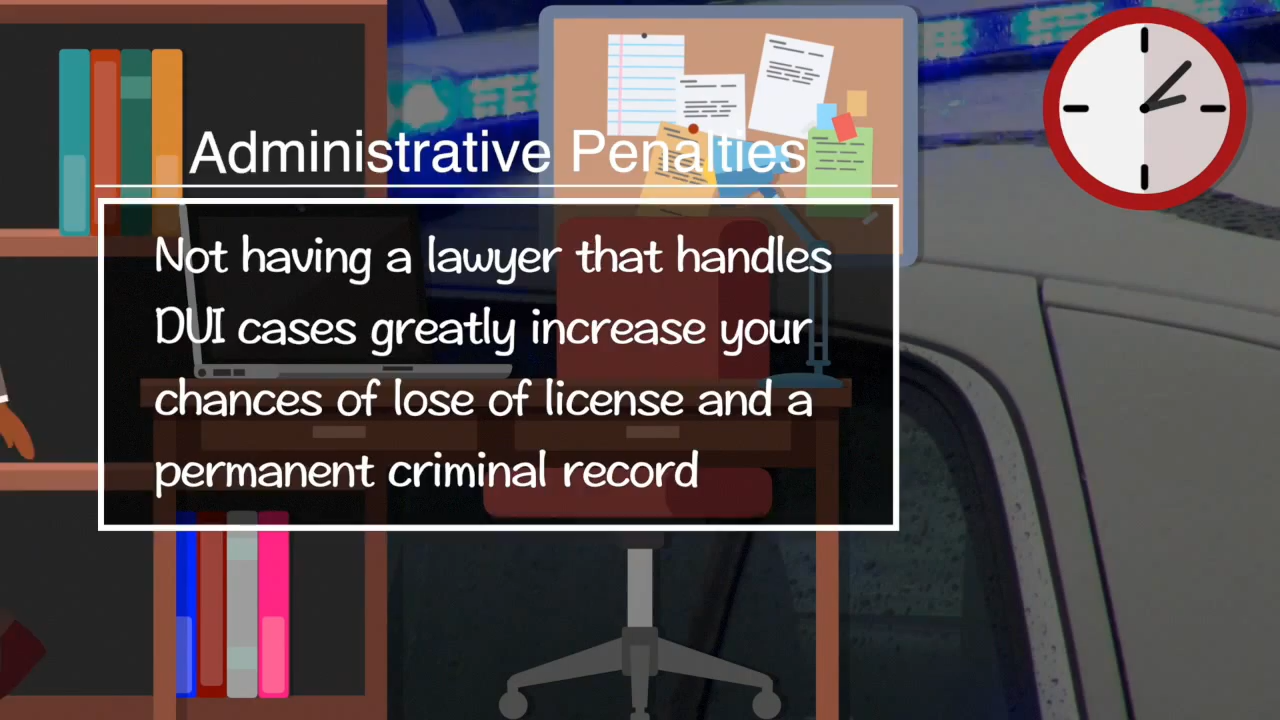 Administrative Penalties
Not having a lawyer that handles
DUI cases greatly increase your
chances of lose of license and a
permanent criminal record